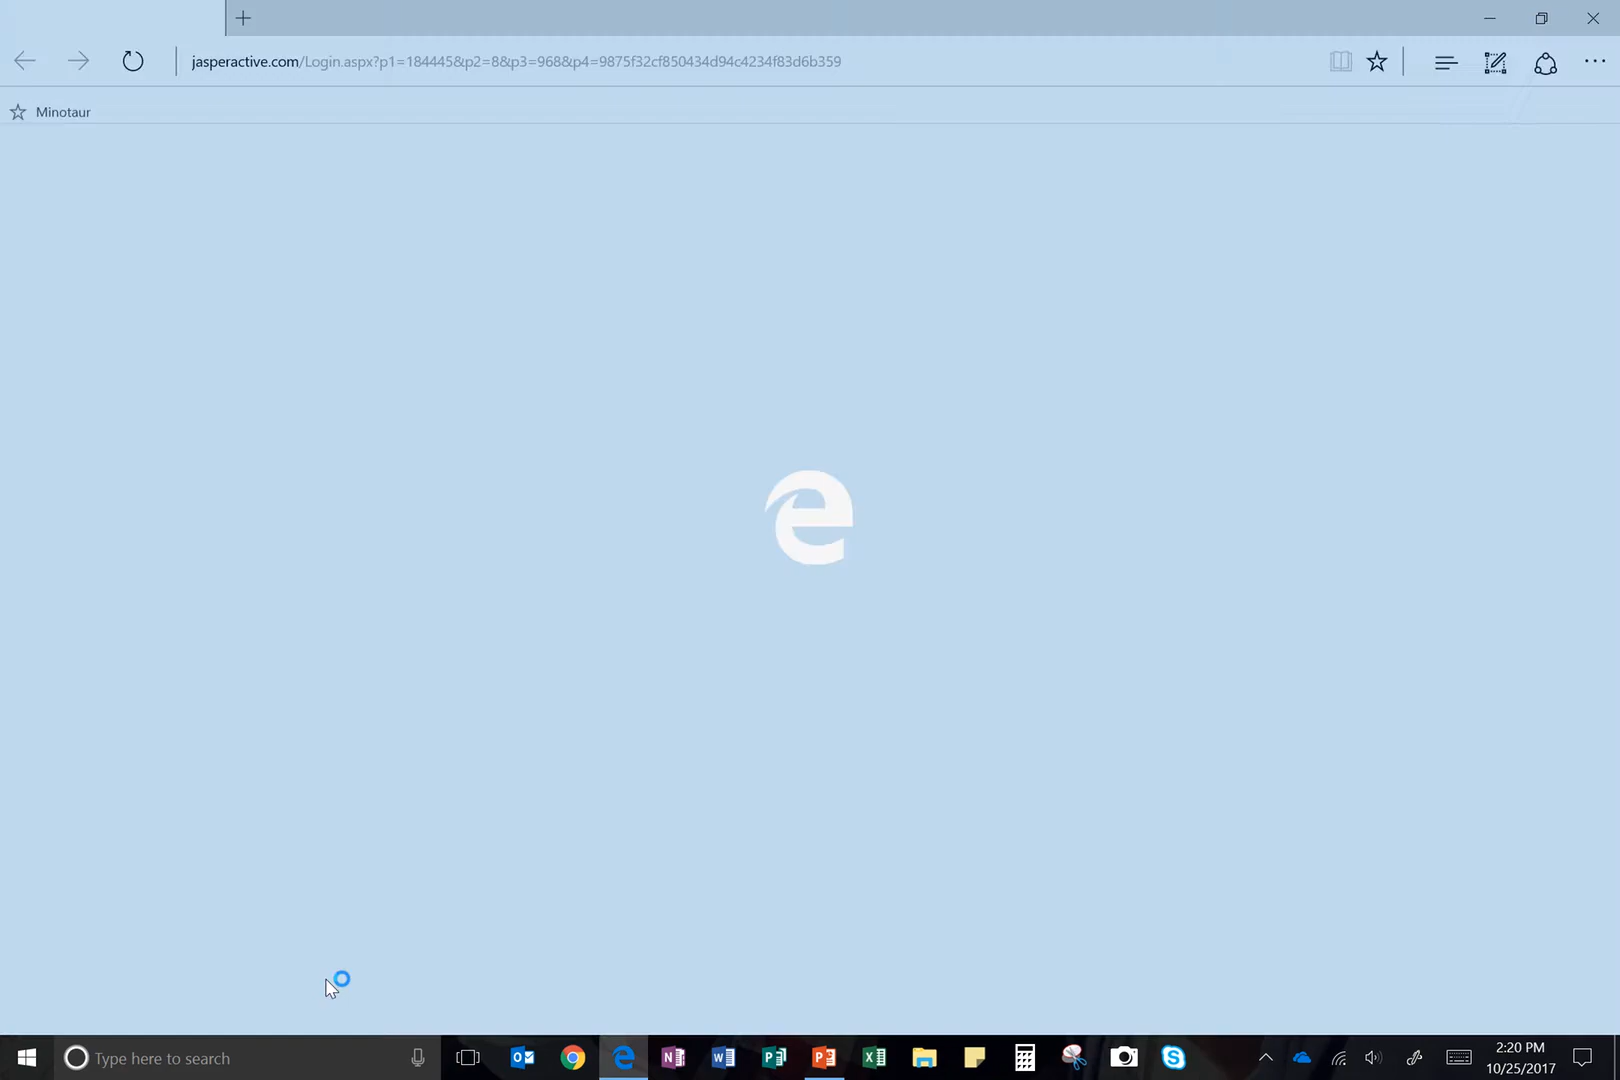 jasperactive.com/Login.aspx?p1=184445&p2=8&p3=968&p4=9875f32cf850434d94c4234f83d6b359
Minotaur
Type here to search
2:20 PM
10/25/2017